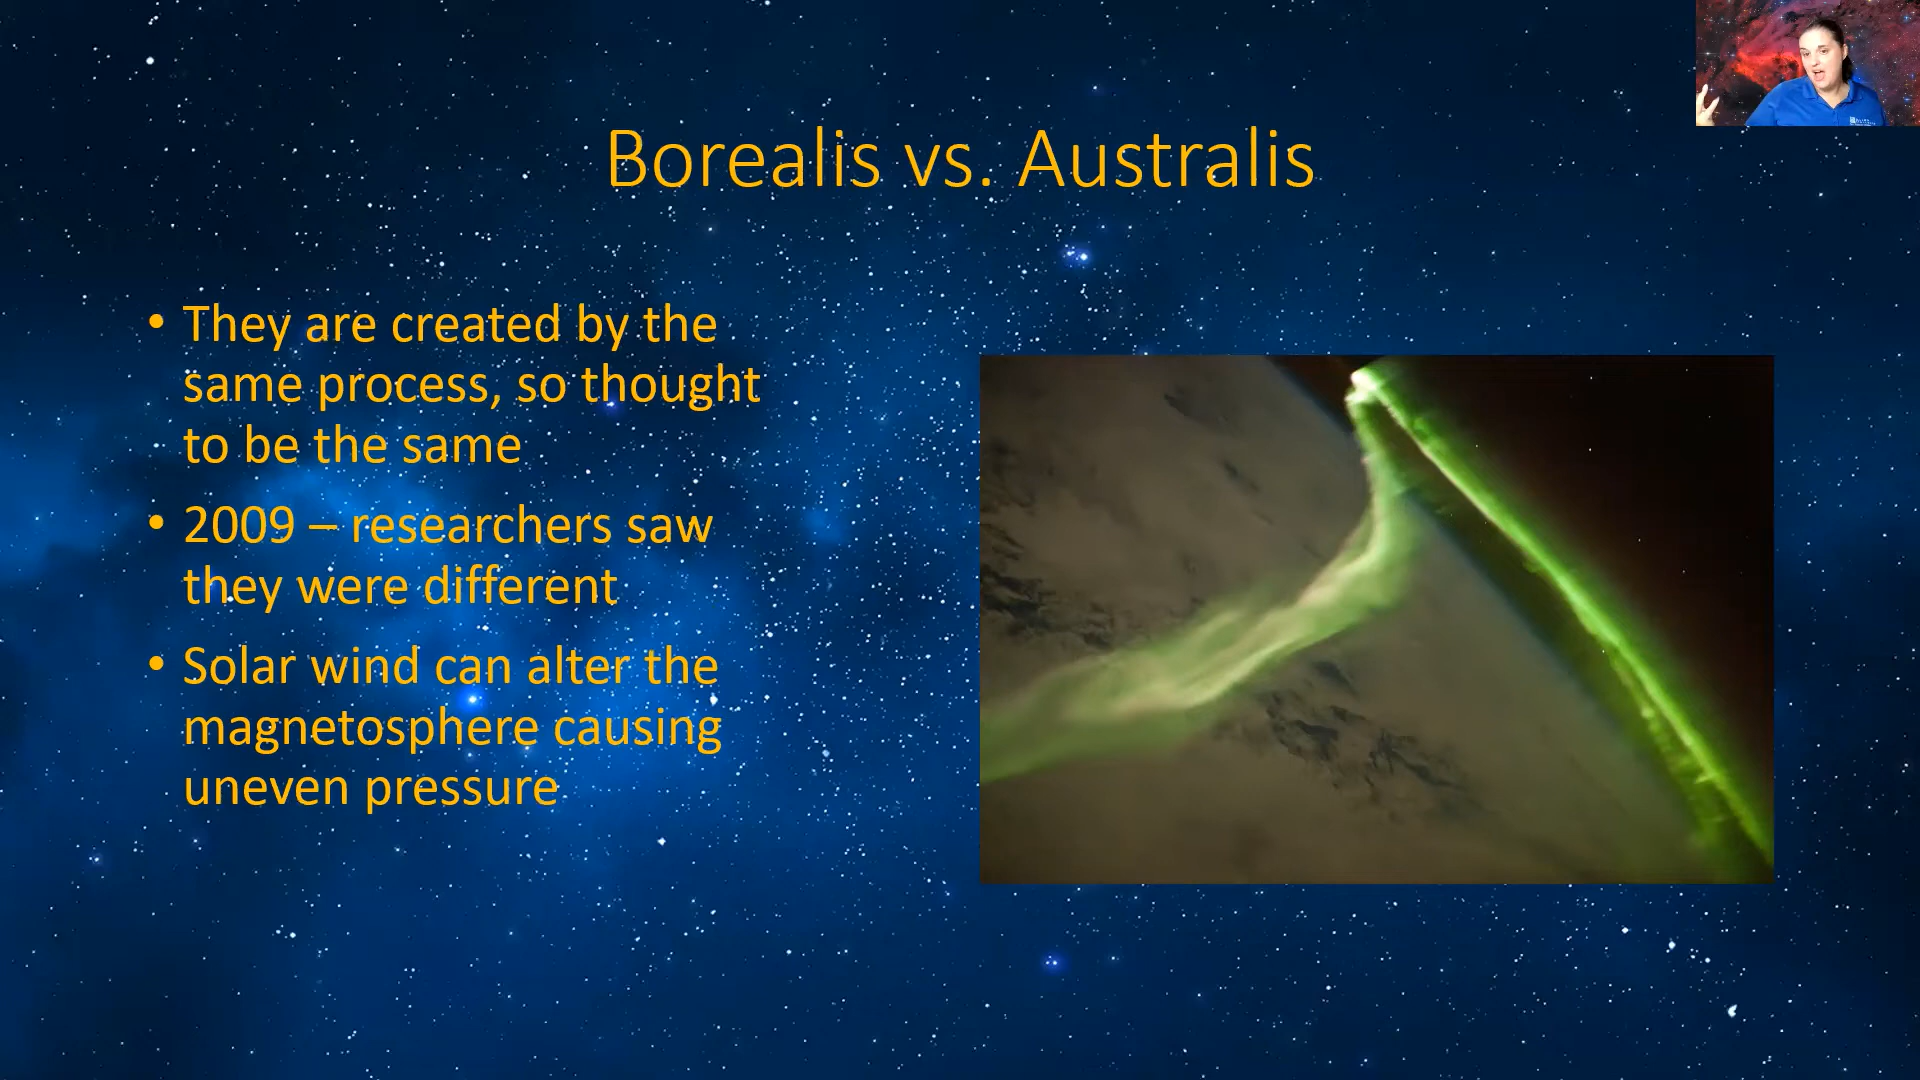 Borealis vs. Australis
• They are created by the
same process, so thought
to be the same
• 2009 – researchers saw
they were different
• Solar wind can alter the
magnetosphere causing
uneven pressure